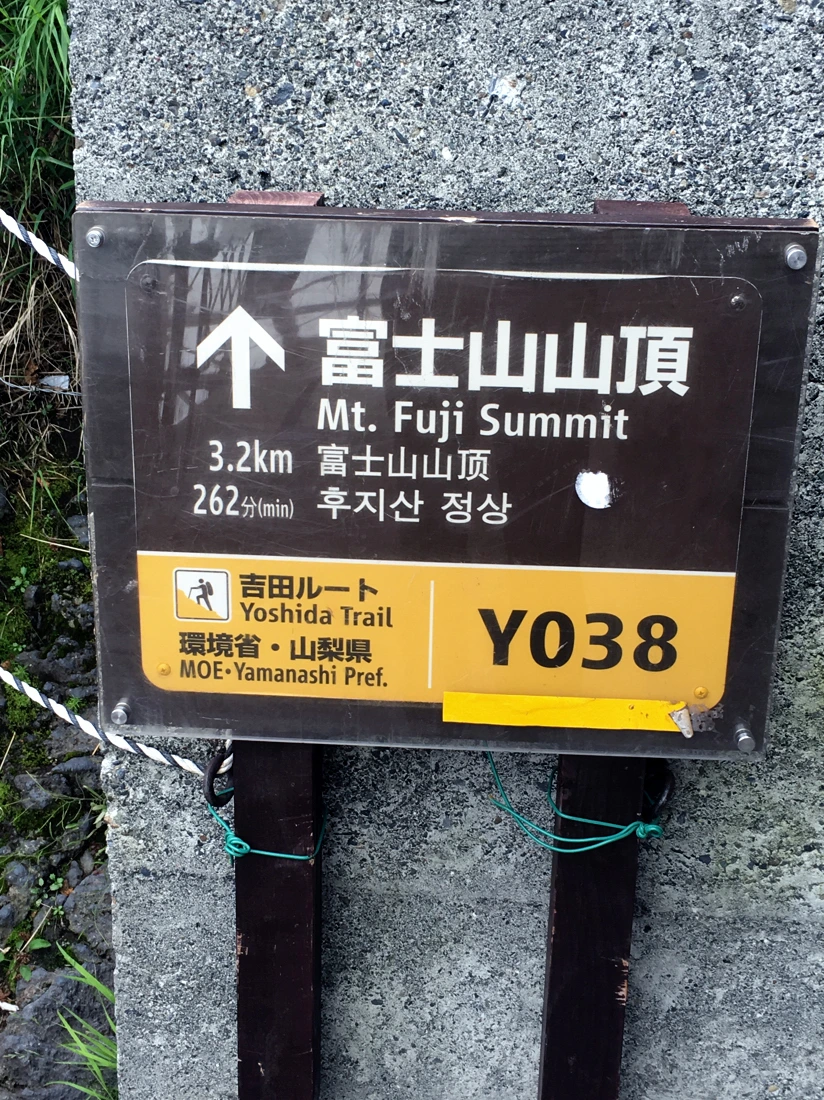 富士山山頂
Mt. Fuji Summit
3.2km 富士山山顶
262分(min) 후지산 정상
吉田ルート
Yoshida Trail
環境省・山梨県
MOE・Yamanashi Pref.
Y038